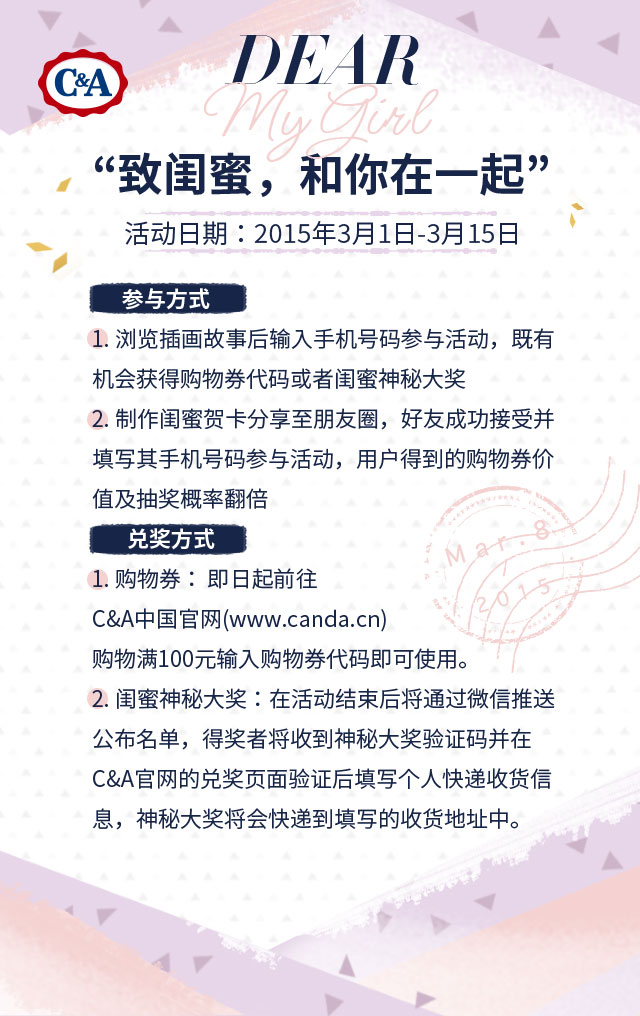 C&A
DEAR
My Girl
“致闺蜜，和你在一起”
活动日期：2015年3月1日-3月15日
参与方式
1. 浏览插画故事后输入手机号码参与活动，既有
机会获得购物券代码或者闺蜜神秘大奖
2. 制作闺蜜贺卡分享至朋友圈，好友成功接受并
填写其手机号码参与活动，用户得到的购物券价
值及抽奖概率翻倍
兑奖方式
1. 购物券：即日起前往
C&A中国官网(www.canda.cn)
购物满100元输入购物券代码即可使用。
2. 闺蜜神秘大奖：在活动结束后将通过微信推送
公布名单，得奖者将收到神秘大奖验证码并在
C&A官网的兑奖页面验证后填写个人快递收货信
息，神秘大奖将会快递到填写的收货地址中。
Mar.8
/
2015